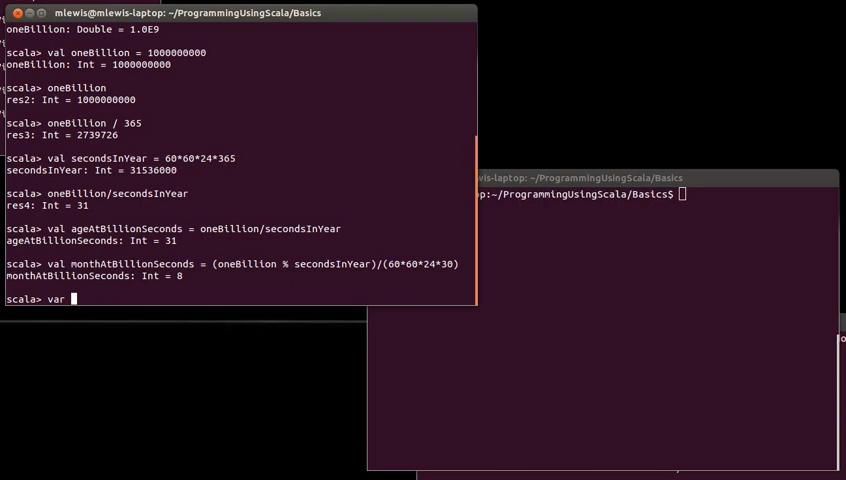 mlewis@mlewis-laptop: ~/ProgrammingUsingScala/Basics
oneBillion: Double = 1.0E9
scala> val oneBillion = 1000000000
oneBillion: Int = 1000000000
scala> oneBillion
res2: Int = 1000000000
scala> oneBillion / 365
res3: Int = 2739726
scala> val secondsInYear = 60*60*24*365
secondsInYear: Int = 31536000
scala> oneBillion/secondsInYear
res4: Int = 31
scala> val ageAtBillionSeconds = oneBillion/secondsInYear
ageAtBillionSeconds: Int = 31
scala> val monthAtBillionSeconds = (oneBillion % secondsInYear)/(60*60*24*30)
monthAtBillionSeconds: Int = 8
scala> var
wis-laptop: ~/ProgrammingUsingScala/Basics
op:~/ProgrammingUsingScala/Basics$